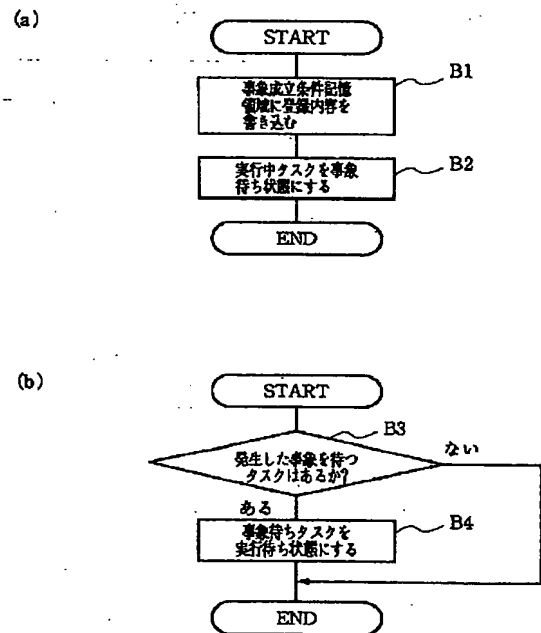 (a)
START
事象成立条件記憶
領域に登録内容を
書き込む
B1
実行中タスクを事象
待ち状態にする
B2
END
(b)
START
B3
発生した事象を待つ
タスクはあるか?
ない
ある
事象待ちタスクを
実行待ち状態にする
B4
END